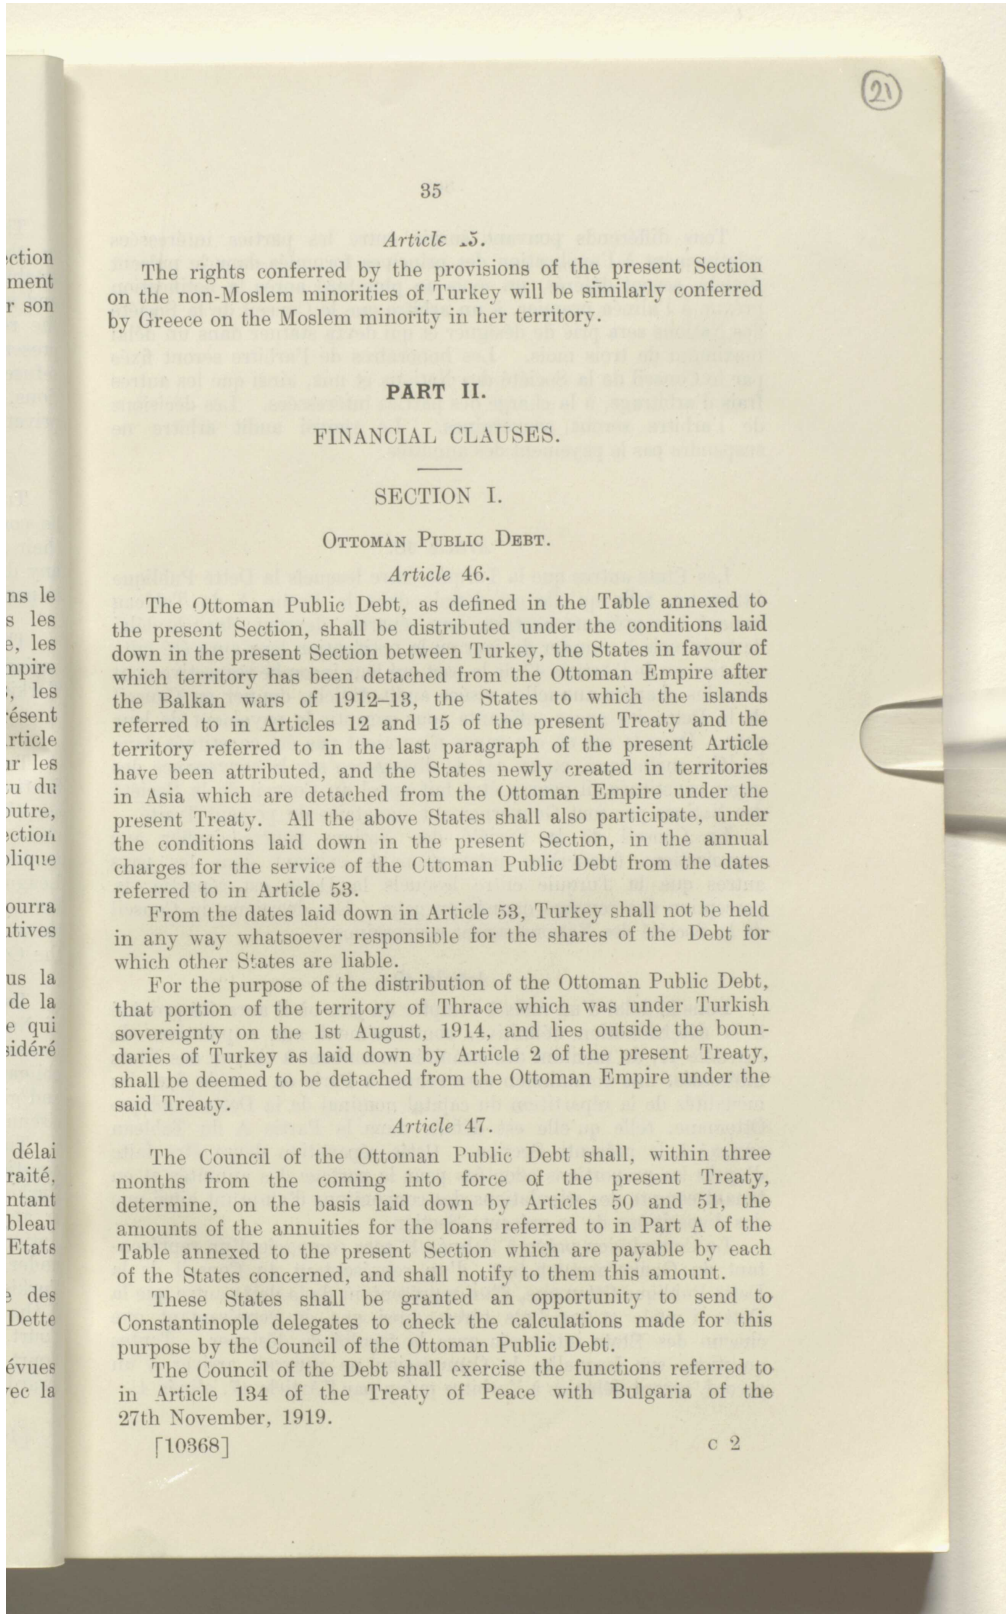 21
35
Article .5.
The rights conferred by the provisions of the present Section
on the non-Moslem minorities of Turkey will be similarly conferred
by Greece on the Moslem minority in her territory.
PART II.
FINANCIAL CLAUSES.
SECTION I.
OTTOMAN PUBLIC DEBT.
Article 46.
The Ottoman Public Debt, as defined in the Table annexed to
the present Section, shall be distributed under the conditions laid
down in the present Section between Turkey, the States in favour of
which territory has been detached from the Ottoman Empire after
the Balkan wars of 1912–13, the States to which the islands
referred to in Articles 12 and 15 of the present Treaty and the
territory referred to in the last paragraph of the present Article
have been attributed, and the States newly created in territories
in Asia which are detached from the Ottoman Empire under the
present Treaty. All the above States shall also participate, under
the conditions laid down in the present Section, in the annual
charges for the service of the Ottoman Public Debt from the dates
referred to in Article 53.
From the dates laid down in Article 53, Turkey shall not be held
in any way whatsoever responsible for the shares of the Debt for
which other States are liable.
For the purpose of the distribution of the Ottoman Public Debt,
that portion of the territory of Thrace which was under Turkish
sovereignty on the 1st August, 1914, and lies outside the boun-
daries of Turkey as laid down by Article 2 of the present Treaty,
shall be deemed to be detached from the Ottoman Empire under the
said Treaty.
Article 47.
The Council of the Ottoman Public Debt shall, within three
months from the coming into force of the present Treaty,
determine, on the basis laid down by Articles 50 and 51, the
amounts of the annuities for the loans referred to in Part A of the
Table annexed to the present Section which are payable by each
of the States concerned, and shall notify to them this amount.
These States shall be granted an opportunity to send to
Constantinople delegates to check the calculations made for this
purpose by the Council of the Ottoman Public Debt.
The Council of the Debt shall exercise the functions referred to
in Article 134 of the Treaty of Peace with Bulgaria of the
27th November, 1919.
[10368] C 2